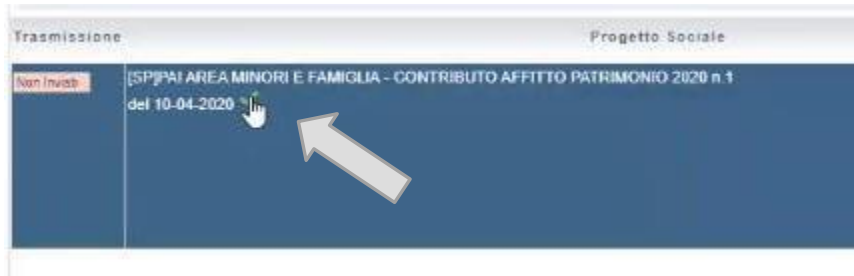 Trasmissione Progetto Sociale
Non Inviato [SP]PAI AREA MINORI E FAMIGLIA - CONTRIBUTO AFFITTO PATRIMONIO 2020 n.1
del 10-04-2020